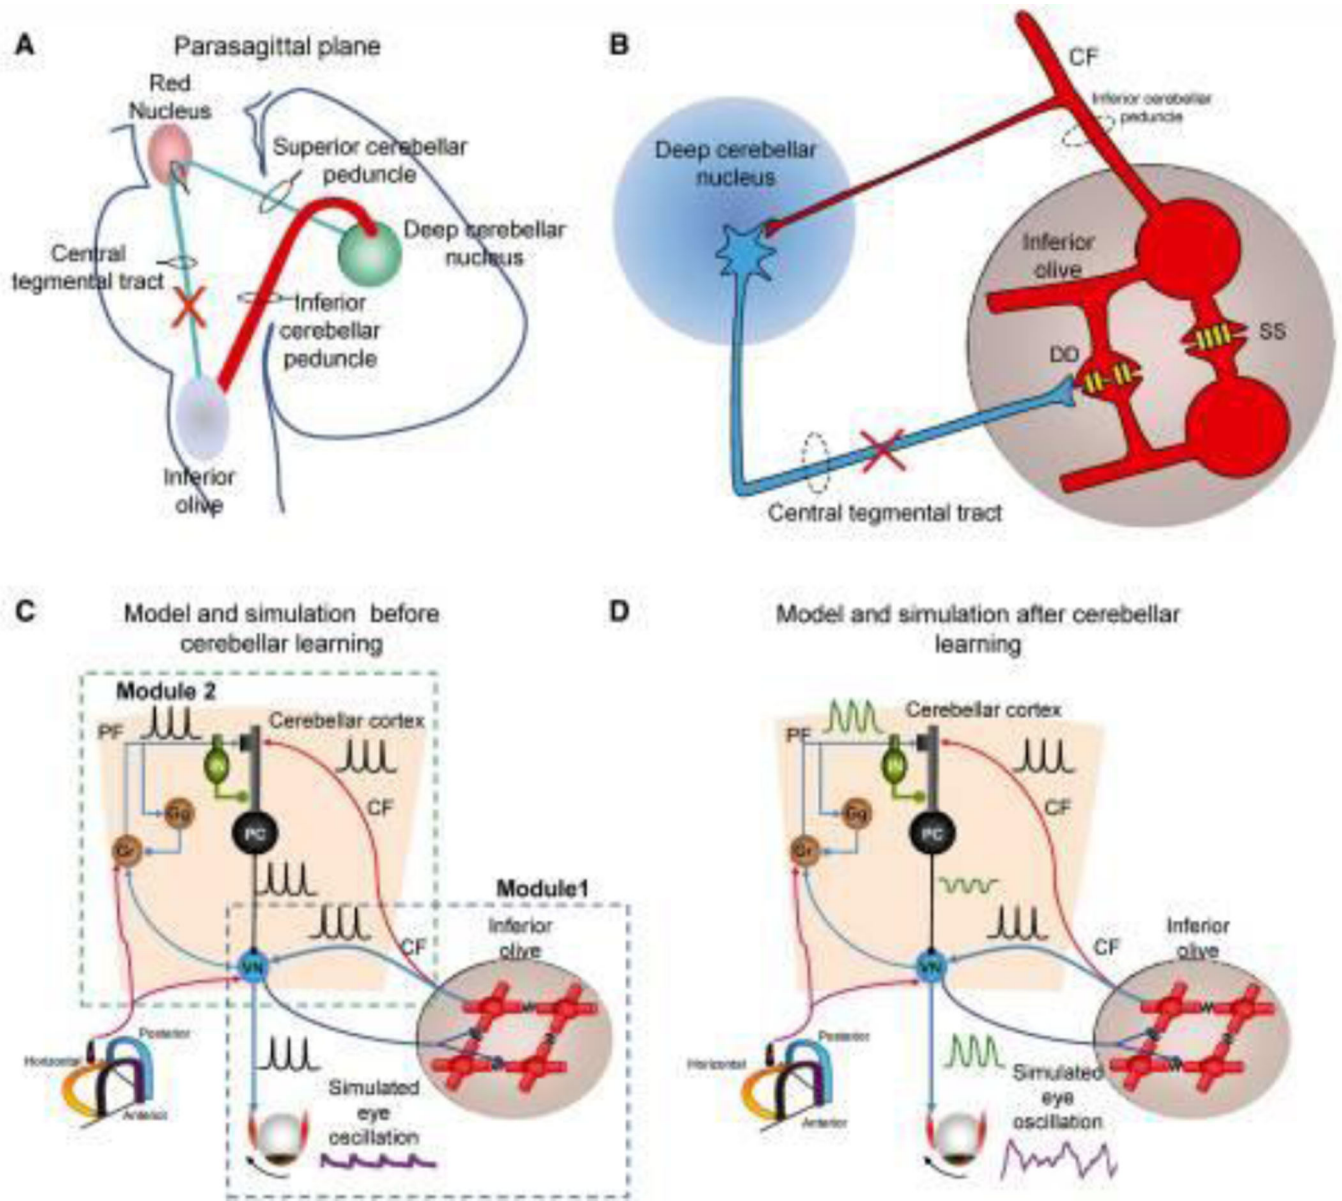 A
Parasagittal plane
Red
Nucleus
Superior cerebellar
peduncle
Deep cerebellar
nucleus
Central
tegmental tract
Inferior
cerebellar
peduncle
Inferior
olive
B
CF
Inferior cerebellar
peduncle
Deep cerebellar
nucleus
Inferior
olive
SS
DD
Central tegmental tract
C
Model and simulation before
cerebellar learning
Module 2
PF
Cerebellar cortex
CF
Gg
PC
Gr
Module1
Inferior
olive
CF
VN
Posterior
Horizontal
Anterior
Simulated
eye
oscillation
D
Model and simulation after cerebellar
learning
Cerebellar cortex
PF
CF
Gg
PC
Gr
Inferior
olive
CF
VN
Posterior
Horizontal
Anterior
Simulated
eye
oscillation